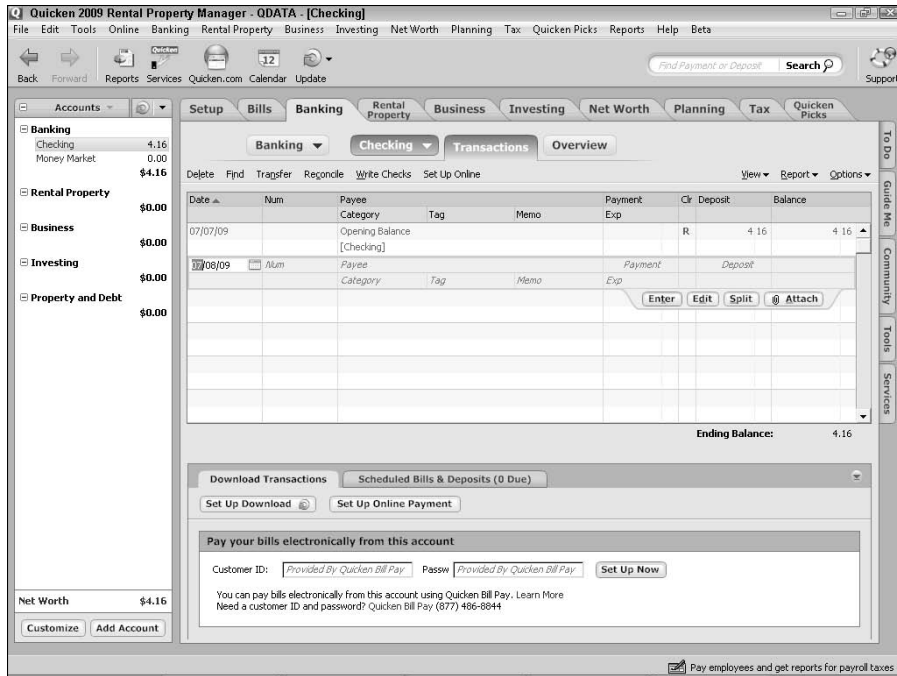 Quicken 2009 Rental Property Manager - QDATA - [Checking]
File Edit Tools Online Banking Rental Property Business Investing Net Worth Planning Tax Quicken Picks Reports Help Beta
Quicken
12
Back Forward Reports Services Quicken.com Calendar Update
Find Payment or Deposit Search
Support
Accounts
Setup Bills Banking Rental Property Business Investing Net Worth Planning Tax Quicken Picks
Banking
Checking 4.16
Money Market 0.00
$4.16
Rental Property
$0.00
Business
$0.00
Investing
$0.00
Property and Debt
$0.00
Banking Checking Transactions Overview
Delete Find Transfer Reconcile Write Checks Set Up Online View Report Options
Date Num Payee Payment Clr Deposit Balance
Category Tag Memo Exp
07/07/09 Opening Balance R 4 16 4 16
[Checking]
07/08/09 Num Payee Payment Deposit
Category Tag Memo Exp
Enter Edit Split Attach
Ending Balance: 4.16
To Do
Guide Me
Community
Tools
Services
Download Transactions Scheduled Bills & Deposits (0 Due)
Set Up Download Set Up Online Payment
Pay your bills electronically from this account
Customer ID: Provided By Quicken Bill Pay Passw Provided By Quicken Bill Pay Set Up Now
You can pay bills electronically from this account using Quicken Bill Pay. Learn More
Need a customer ID and password? Quicken Bill Pay (877) 486-8844
Net Worth $4.16
Customize Add Account
Pay employees and get reports for payroll taxes